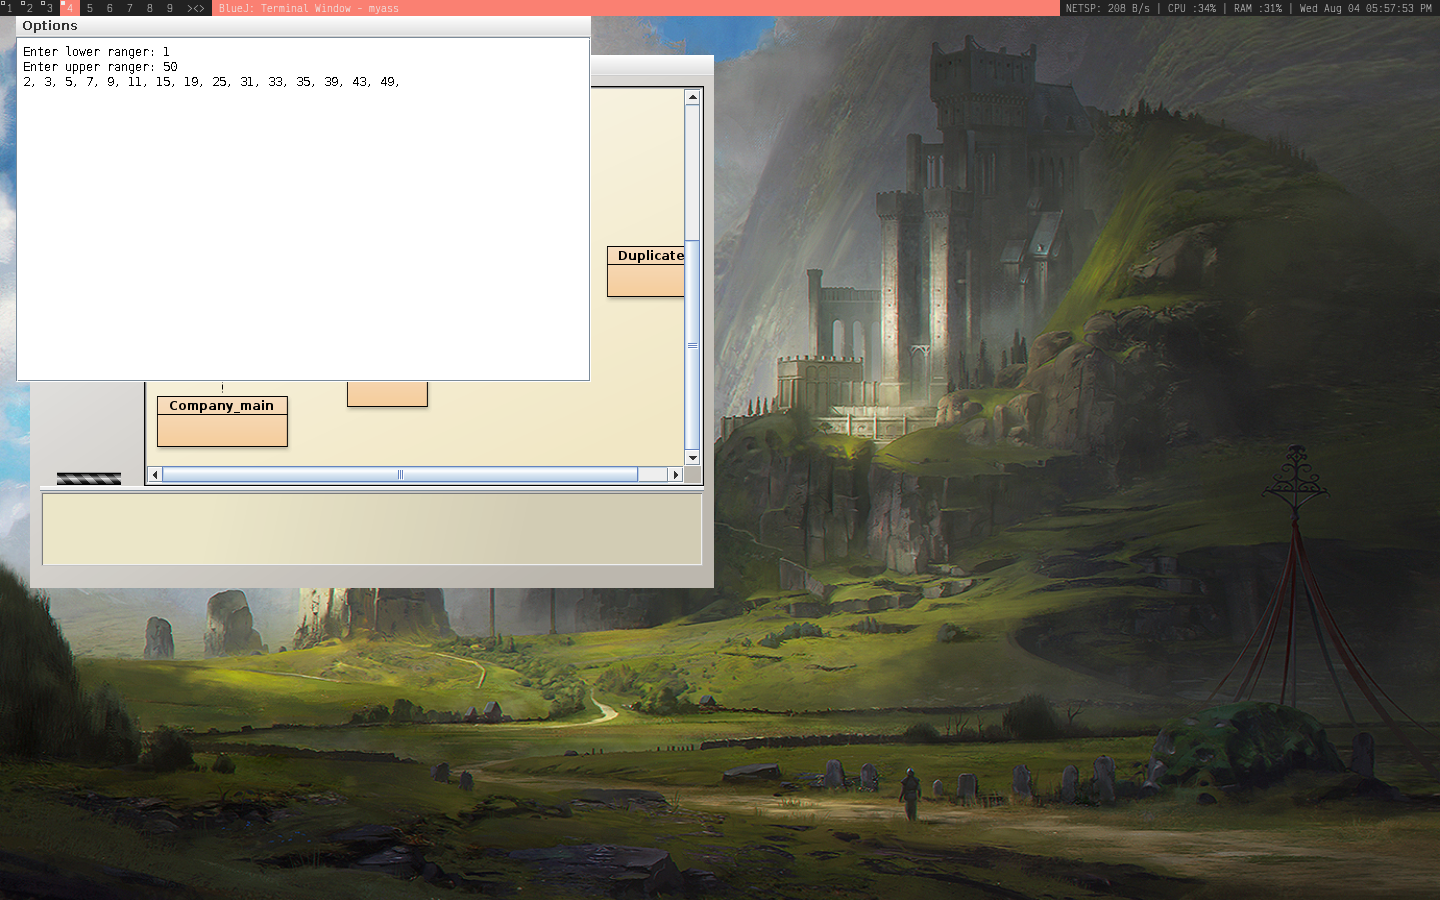 1 2 3 4 5 6 7 8 9 ><> BlueJ: Terminal Window - myass NETSP: 208 B/s | CPU :34% | RAM :31% | Wed Aug 04 05:57:53 PM
Options
Enter lower ranger: 1
Enter upper ranger: 50
2, 3, 5, 7, 9, 11, 15, 19, 25, 31, 33, 35, 39, 43, 49,
Duplicate
Company_main